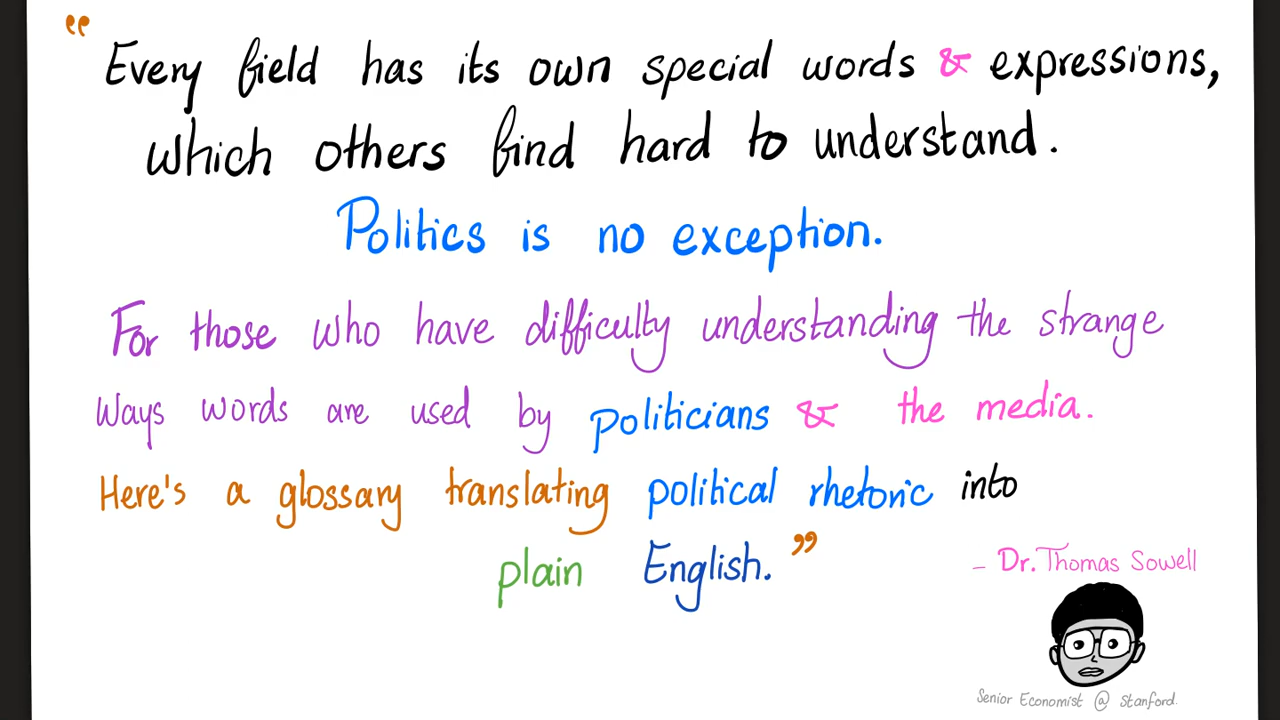 “
Every field has its own special words & expressions,
which others find hard to understand.
Politics is no exception.
For those who have difficulty understanding the strange
ways words are used by politicians & the media.
Here's a glossary translating political rhetoric into
plain English.”
– Dr. Thomas Sowell
Senior Economist @ Stanford.